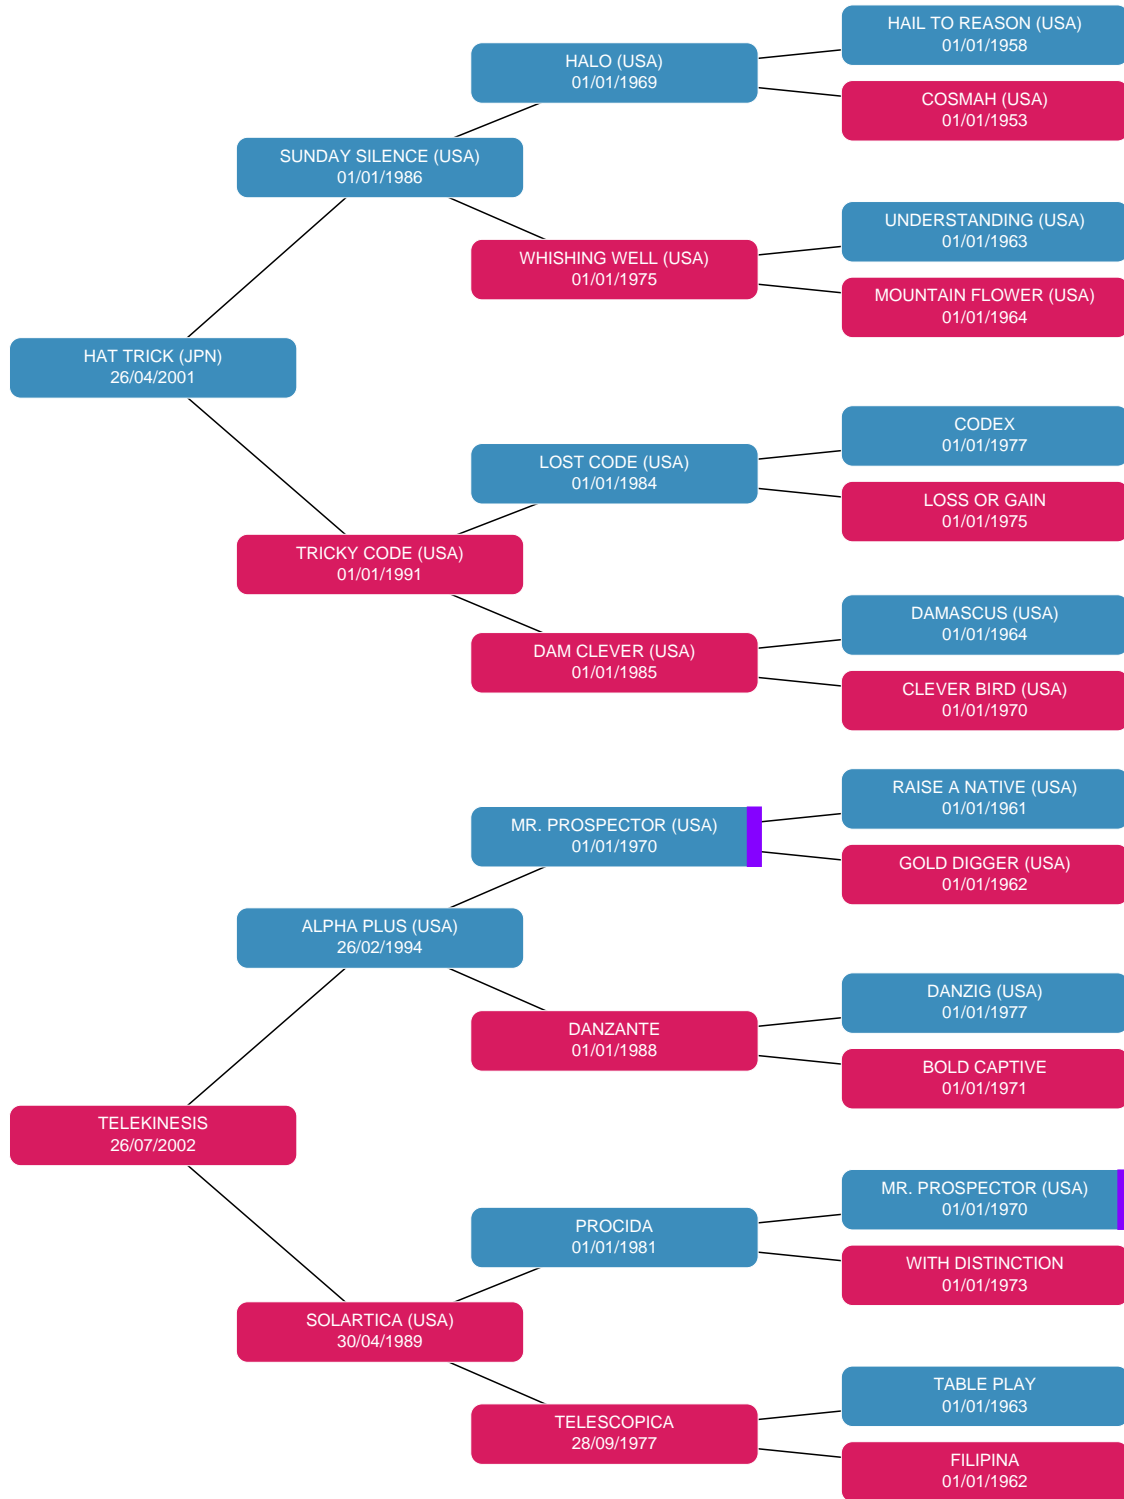 HAIL TO REASON (USA)
01/01/1958
HALO (USA)
01/01/1969
COSMAH (USA)
01/01/1953
SUNDAY SILENCE (USA)
01/01/1986
UNDERSTANDING (USA)
01/01/1963
WHISHING WELL (USA)
01/01/1975
MOUNTAIN FLOWER (USA)
01/01/1964
HAT TRICK (JPN)
26/04/2001
CODEX
01/01/1977
LOST CODE (USA)
01/01/1984
LOSS OR GAIN
01/01/1975
TRICKY CODE (USA)
01/01/1991
DAMASCUS (USA)
01/01/1964
DAM CLEVER (USA)
01/01/1985
CLEVER BIRD (USA)
01/01/1970
RAISE A NATIVE (USA)
01/01/1961
MR. PROSPECTOR (USA)
01/01/1970
GOLD DIGGER (USA)
01/01/1962
ALPHA PLUS (USA)
26/02/1994
DANZIG (USA)
01/01/1977
DANZANTE
01/01/1988
BOLD CAPTIVE
01/01/1971
TELEKINESIS
26/07/2002
MR. PROSPECTOR (USA)
01/01/1970
PROCIDA
01/01/1981
WITH DISTINCTION
01/01/1973
SOLARTICA (USA)
30/04/1989
TABLE PLAY
01/01/1963
TELESCOPICA
28/09/1977
FILIPINA
01/01/1962